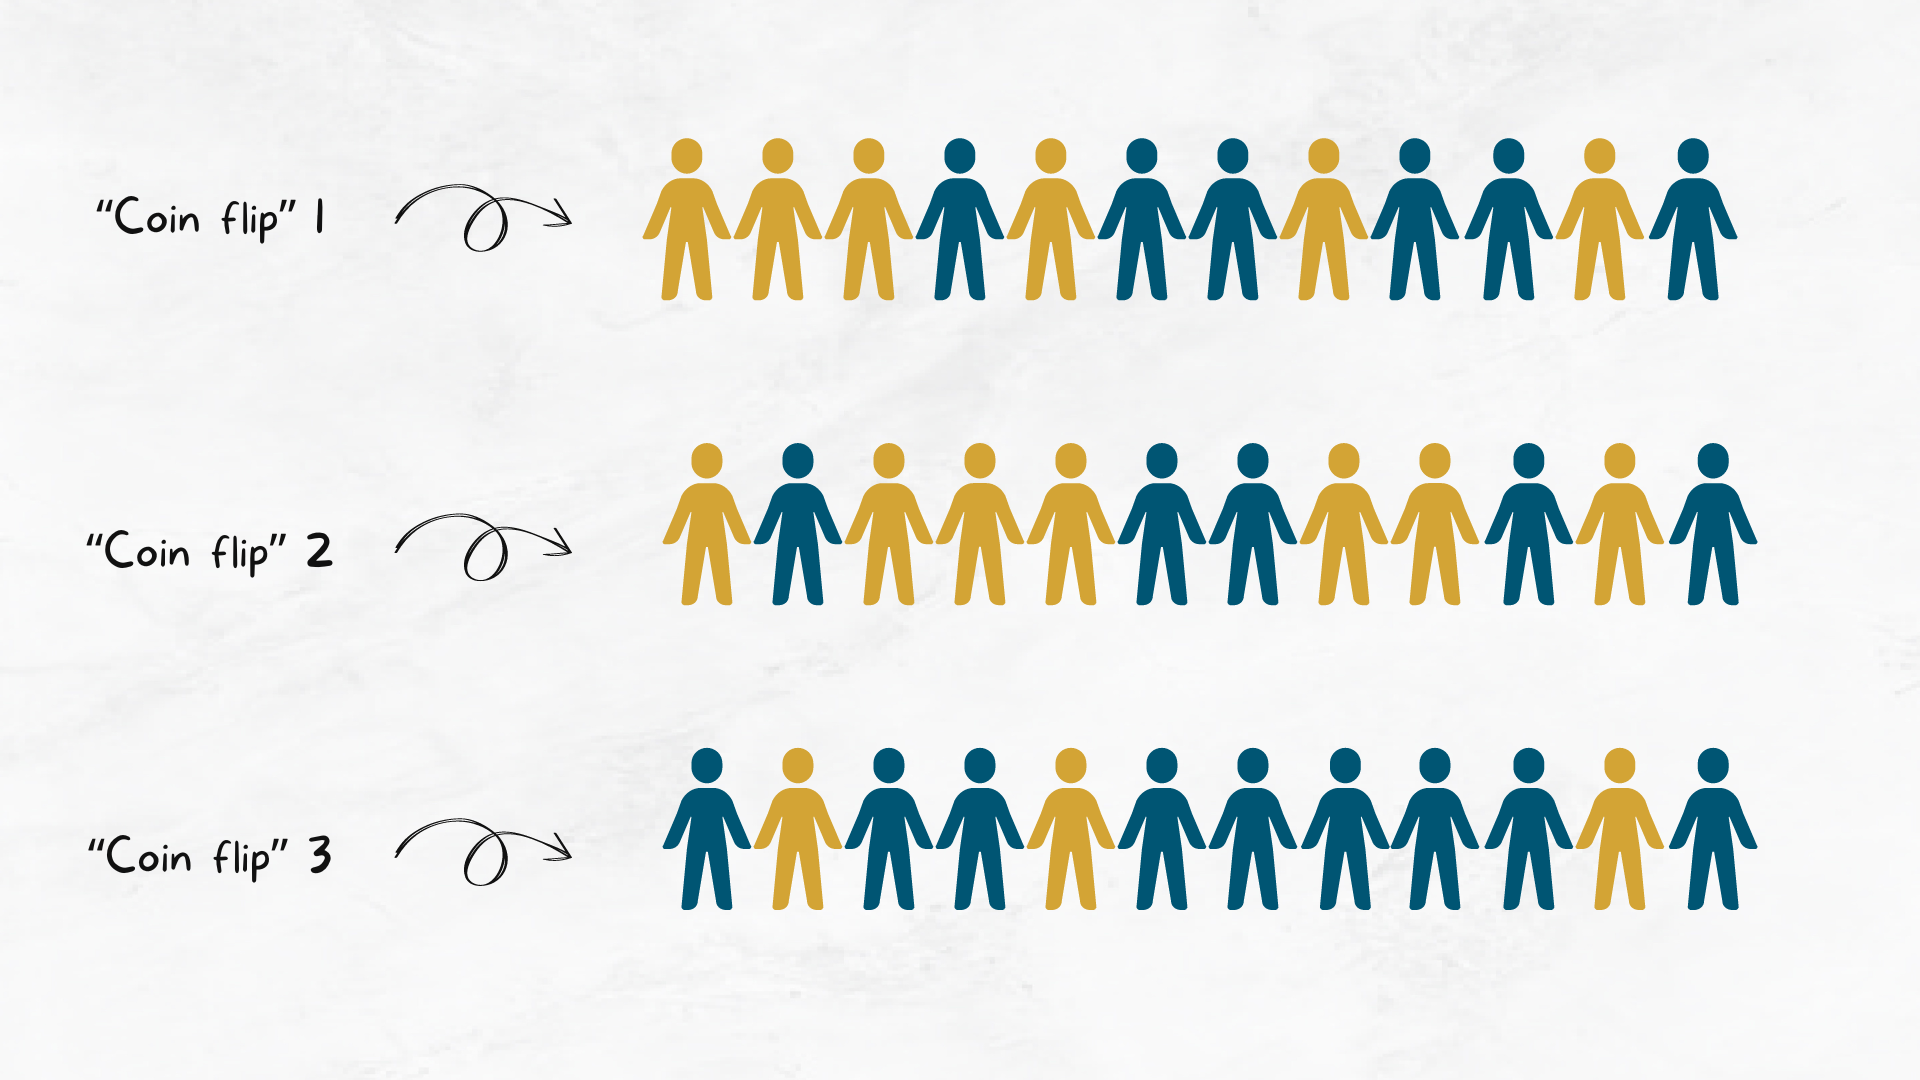 “Coin flip” 1
“Coin flip” 2
“Coin flip” 3